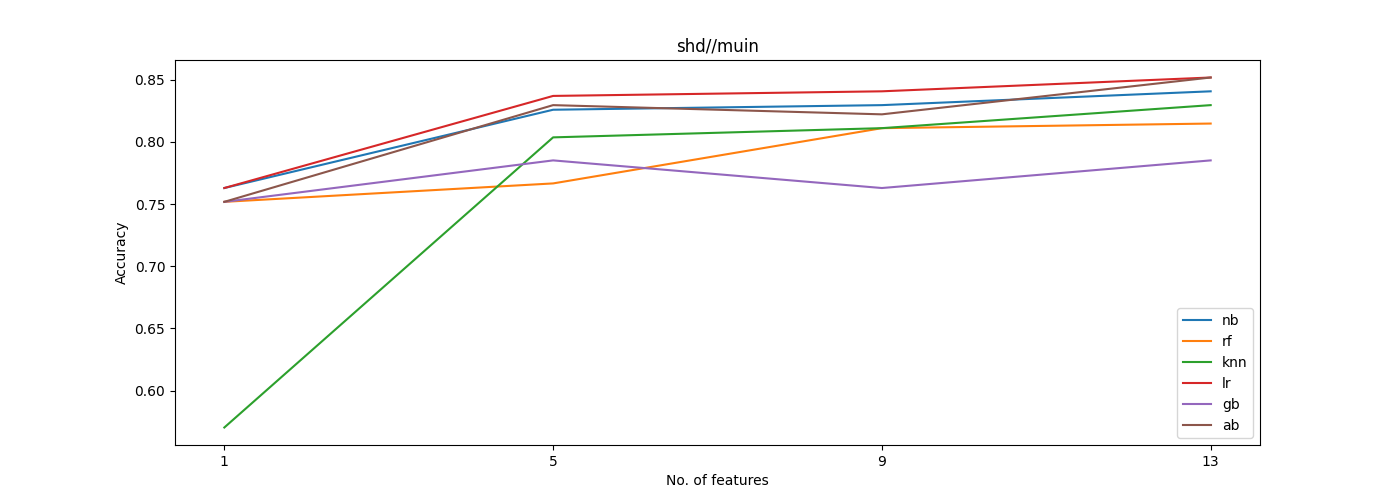 shd//muin
Accuracy
0.85
0.80
0.75
0.70
0.65
0.60
1 5 9 13
No. of features
nb
rf
knn
lr
gb
ab